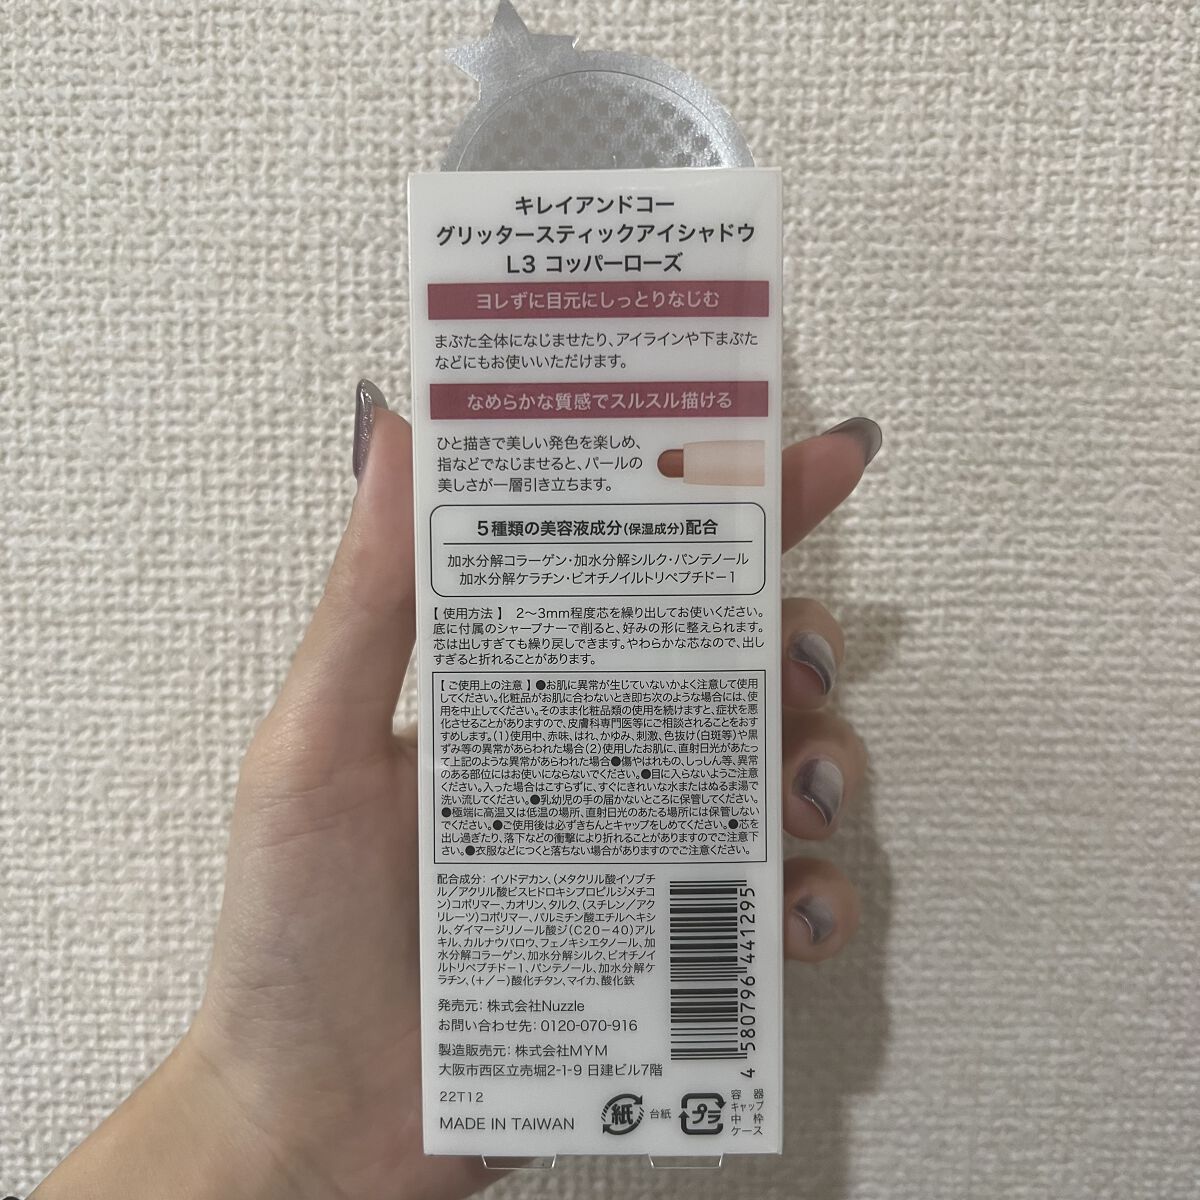 キレイアンドコー
グリッタースティックアイシャドウ
L3 コッパーローズ
ヨレずに目元にしっとりなじむ
まぶた全体になじませたり、アイラインや下まぶた
などにもお使いいただけます。
なめらかな質感でスルスル描ける
ひと描きで美しい発色を楽しめ、
指などでなじませると、パールの
美しさが一層引き立ちます。
5種類の美容液成分(保湿成分)配合
加水分解コラーゲン・加水分解シルク・パンテノール
加水分解ケラチン・ビオチノイルトリペプチド-1
【 使用方法 】 2〜3mm程度芯を繰り出してお使いください。
底に付属のシャープナーで削ると、好みの形に整えられます。
芯は出しすぎても繰り戻しできます。やわらかな芯なので、出し
すぎると折れることがあります。
【 ご使用上の注意 】●お肌に異常が生じていないかよく注意して使用
してください。化粧品がお肌に合わないとき即ち次のような場合には、使
用を中止してください。そのまま化粧品類の使用を続けますと、症状を悪
化させることがありますので、皮膚科専門医等にご相談されることをおす
すめします。(1)使用中、赤味、はれ、かゆみ、刺激、色抜け(白斑等)や黒
ずみ等の異常があらわれた場合(2)使用したお肌に、直射日光があたっ
て上記のような異常があらわれた場合●傷やはれもの、しっしん等、異常
のある部位にはお使いにならないでください。●目に入らないようご注意
ください。入った場合はこすらずに、すぐにきれいな水またはぬるま湯で
洗い流してください。●乳幼児の手の届かないところに保管してください。
●極端に高温又は低温の場所、直射日光のあたる場所には保管しない
でください。●ご使用後は必ずきちんとキャップをしめてください。●芯を
出し過ぎたり、落下などの衝撃により折れることがありますのでご注意下
さい。●衣服などにつくと落ちない場合がありますのでご注意ください。
配合成分: イソドデカン、(メタクリル酸イソブチ
ル／アクリル酸ビスヒドロキシプロピルジメチコ
ン)コポリマー、カオリン、タルク、(スチレン／アク
リレーツ)コポリマー、パルミチン酸エチルヘキシ
ル、ダイマージリノール酸ジ(C20-40)アル
キル、カルナウバロウ、フェノキシエタノール、加
水分解コラーゲン、加水分解シルク、ビオチノイ
ルトリペプチド-1、パンテノール、加水分解ケ
ラチン、(+/-)酸化チタン、マイカ、酸化鉄
発売元: 株式会社Nuzzle
お問い合わせ先: 0120-070-916
製造販売元: 株式会社MYM
大阪市西区立売堀2-1-9 日建ビル7階
22T12
MADE IN TAIWAN
4 580796 441295
紙
台紙
プラ
容器
キャップ
中枠
ケース